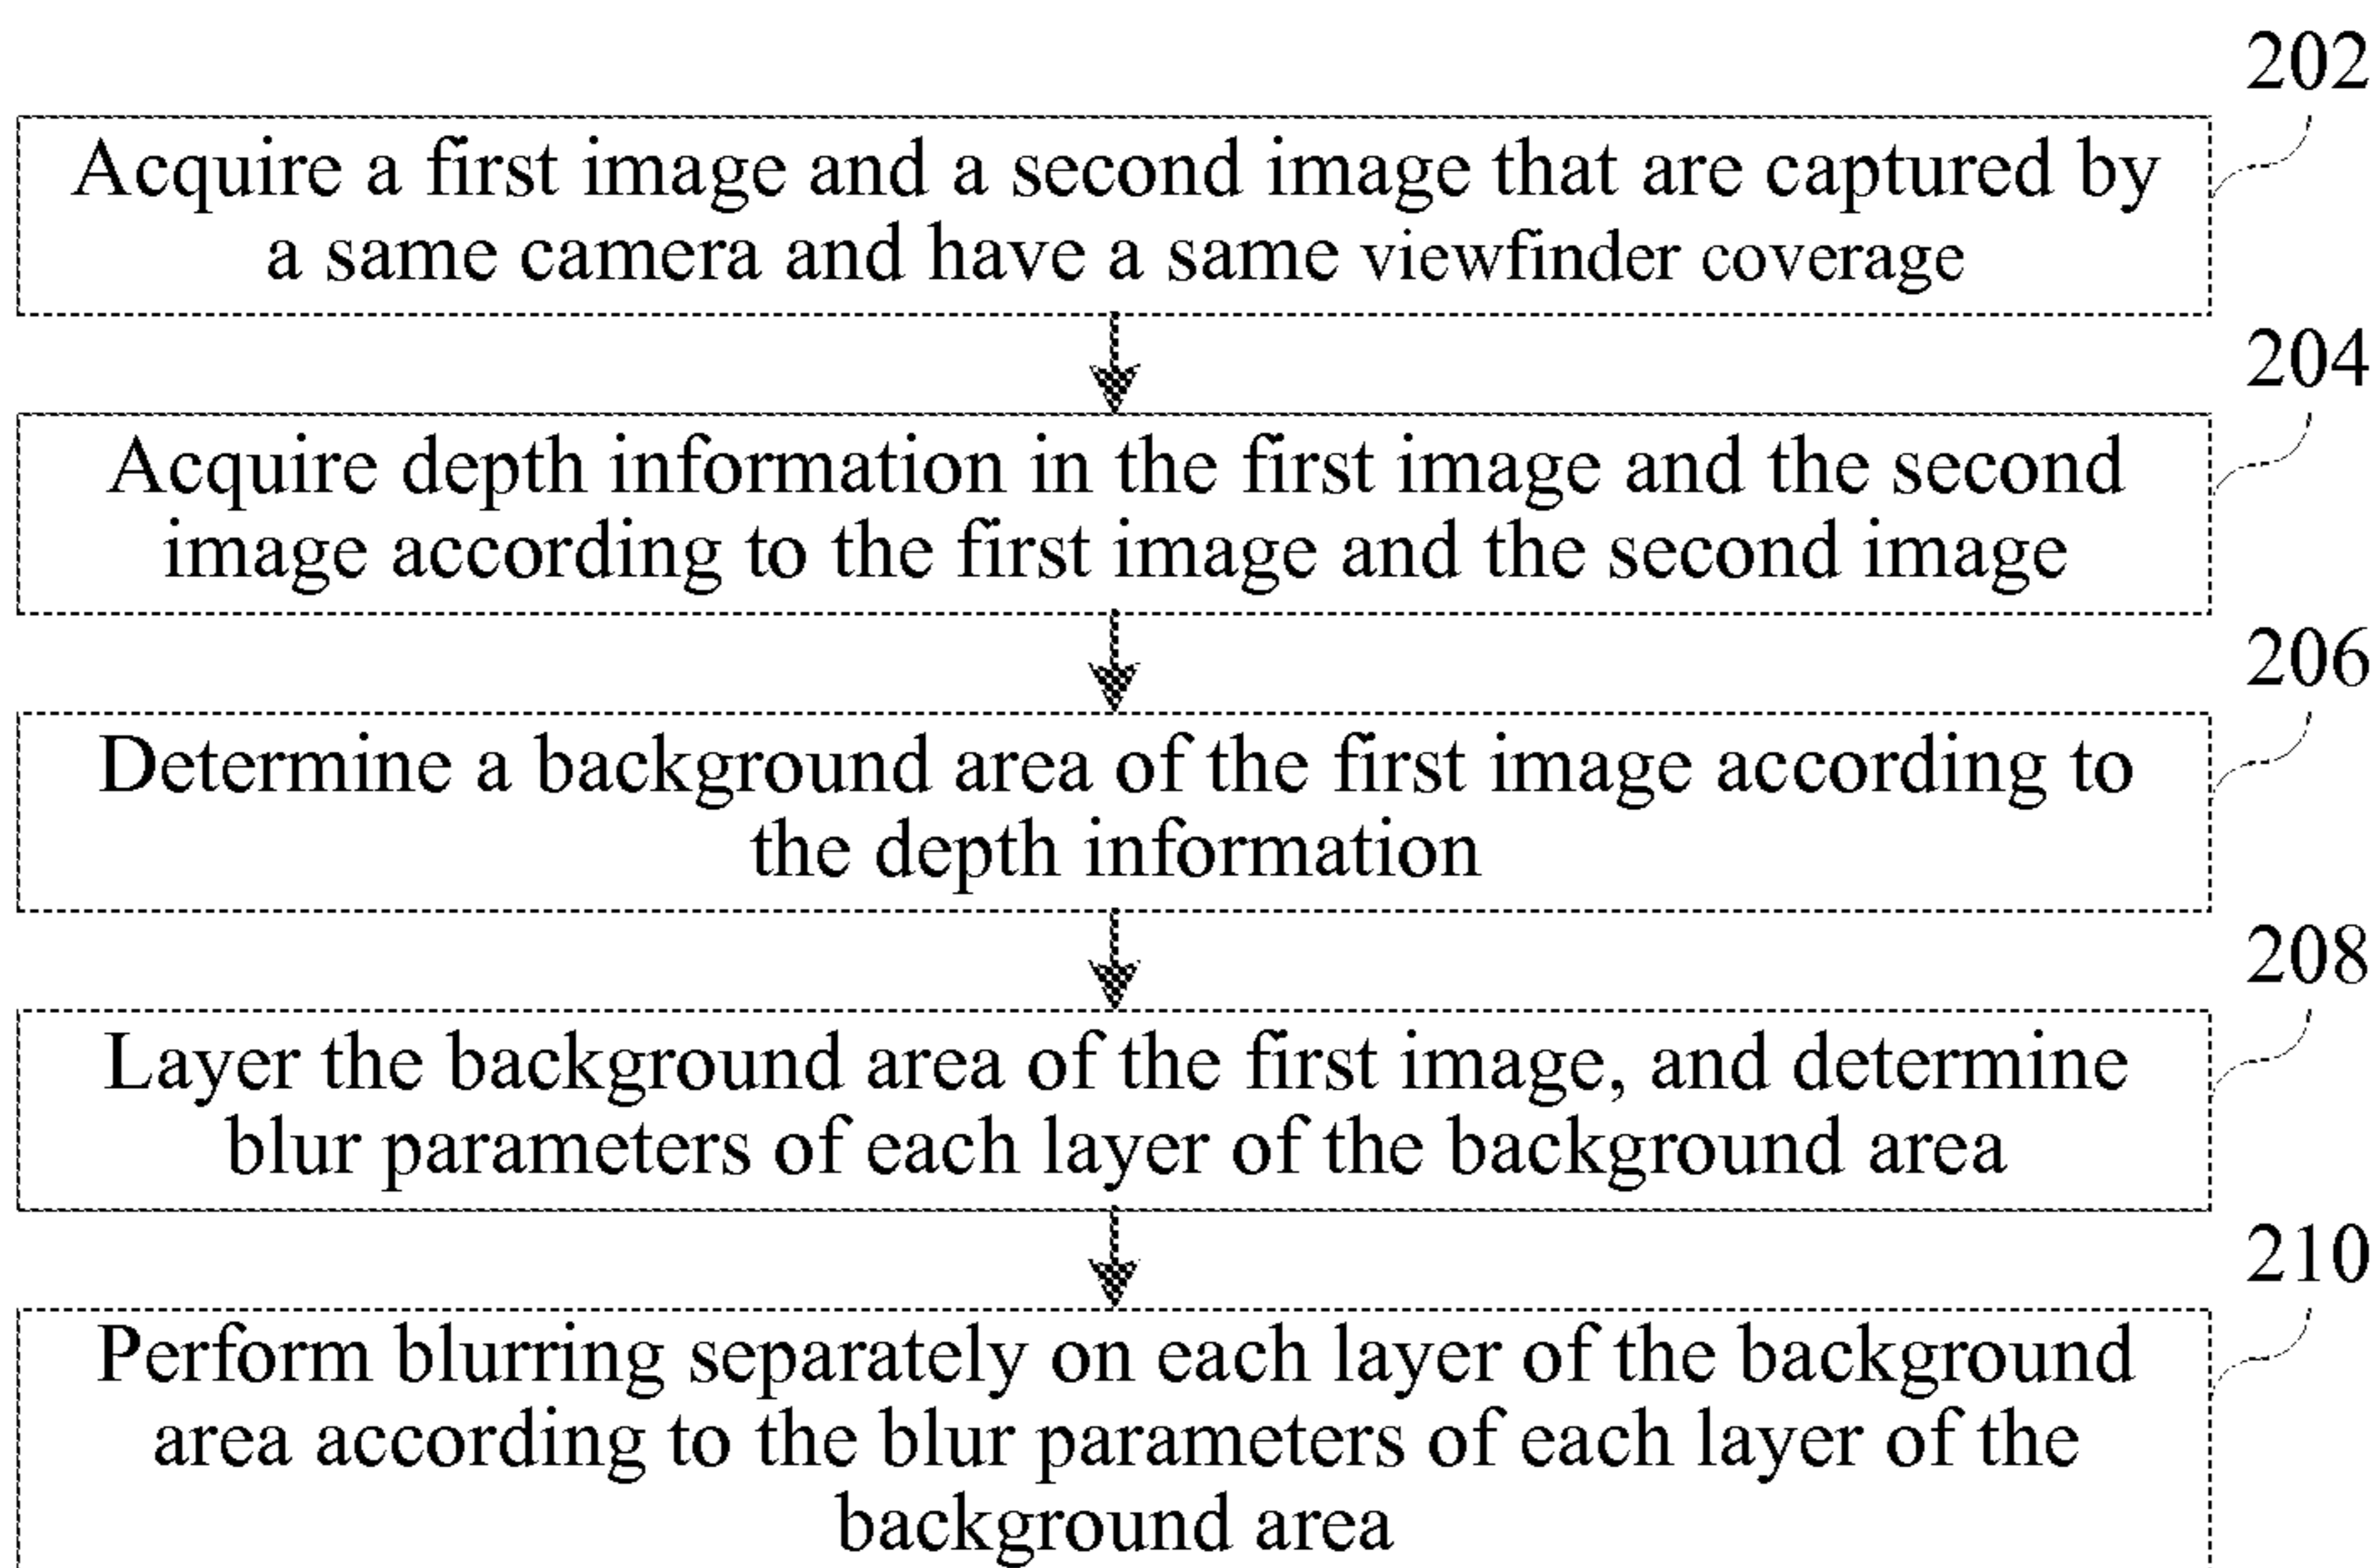 202
Acquire a first image and a second image that are captured by
a same camera and have a same viewfinder coverage
204
Acquire depth information in the first image and the second
image according to the first image and the second image
206
Determine a background area of the first image according to
the depth information
208
Layer the background area of the first image, and determine
blur parameters of each layer of the background area
210
Perform blurring separately on each layer of the background
area according to the blur parameters of each layer of the
background area